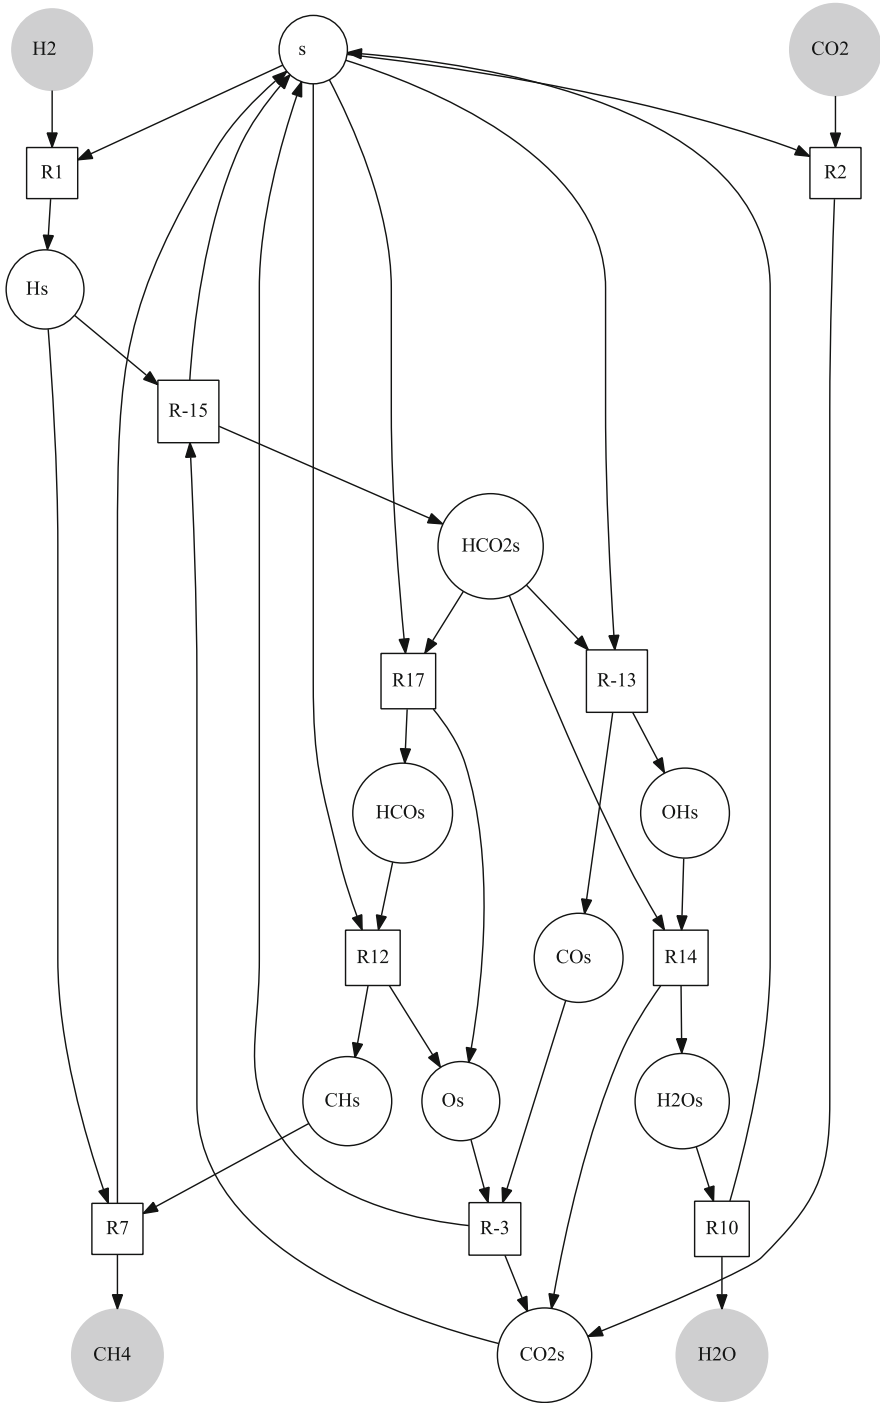 H2
s
CO2
R1
R2
Hs
R-15
HCO2s
R17
R-13
HCOs
OHs
R12
COs
R14
CHs
Os
H2Os
R7
R-3
R10
CH4
CO2s
H2O